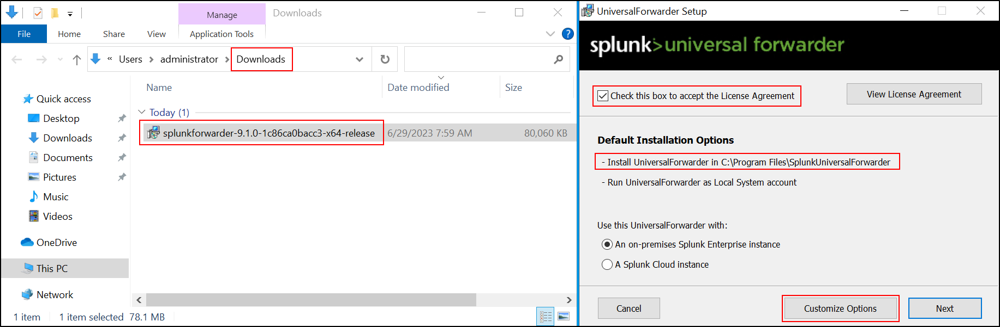 Manage
Downloads
File
Home
Share
View
Application Tools
?
« Users > administrator > Downloads
Name
Date modified
Size
Quick access
Desktop
Downloads
Documents
Pictures
Music
Videos
OneDrive
This PC
Network
Today (1)
splunkforwarder-9.1.0-1c86ca0bacc3-x64-release
6/29/2023 7:59 AM
80,060 KB
1 item
1 item selected 78.1 MB
UniversalForwarder Setup
splunk>universal forwarder
Check this box to accept the License Agreement
View License Agreement
Default Installation Options
- Install UniversalForwarder in C:\Program Files\SplunkUniversalForwarder
- Run UniversalForwarder as Local System account
Use this UniversalForwarder with:
An on-premises Splunk Enterprise instance
A Splunk Cloud instance
Cancel
Customize Options
Next